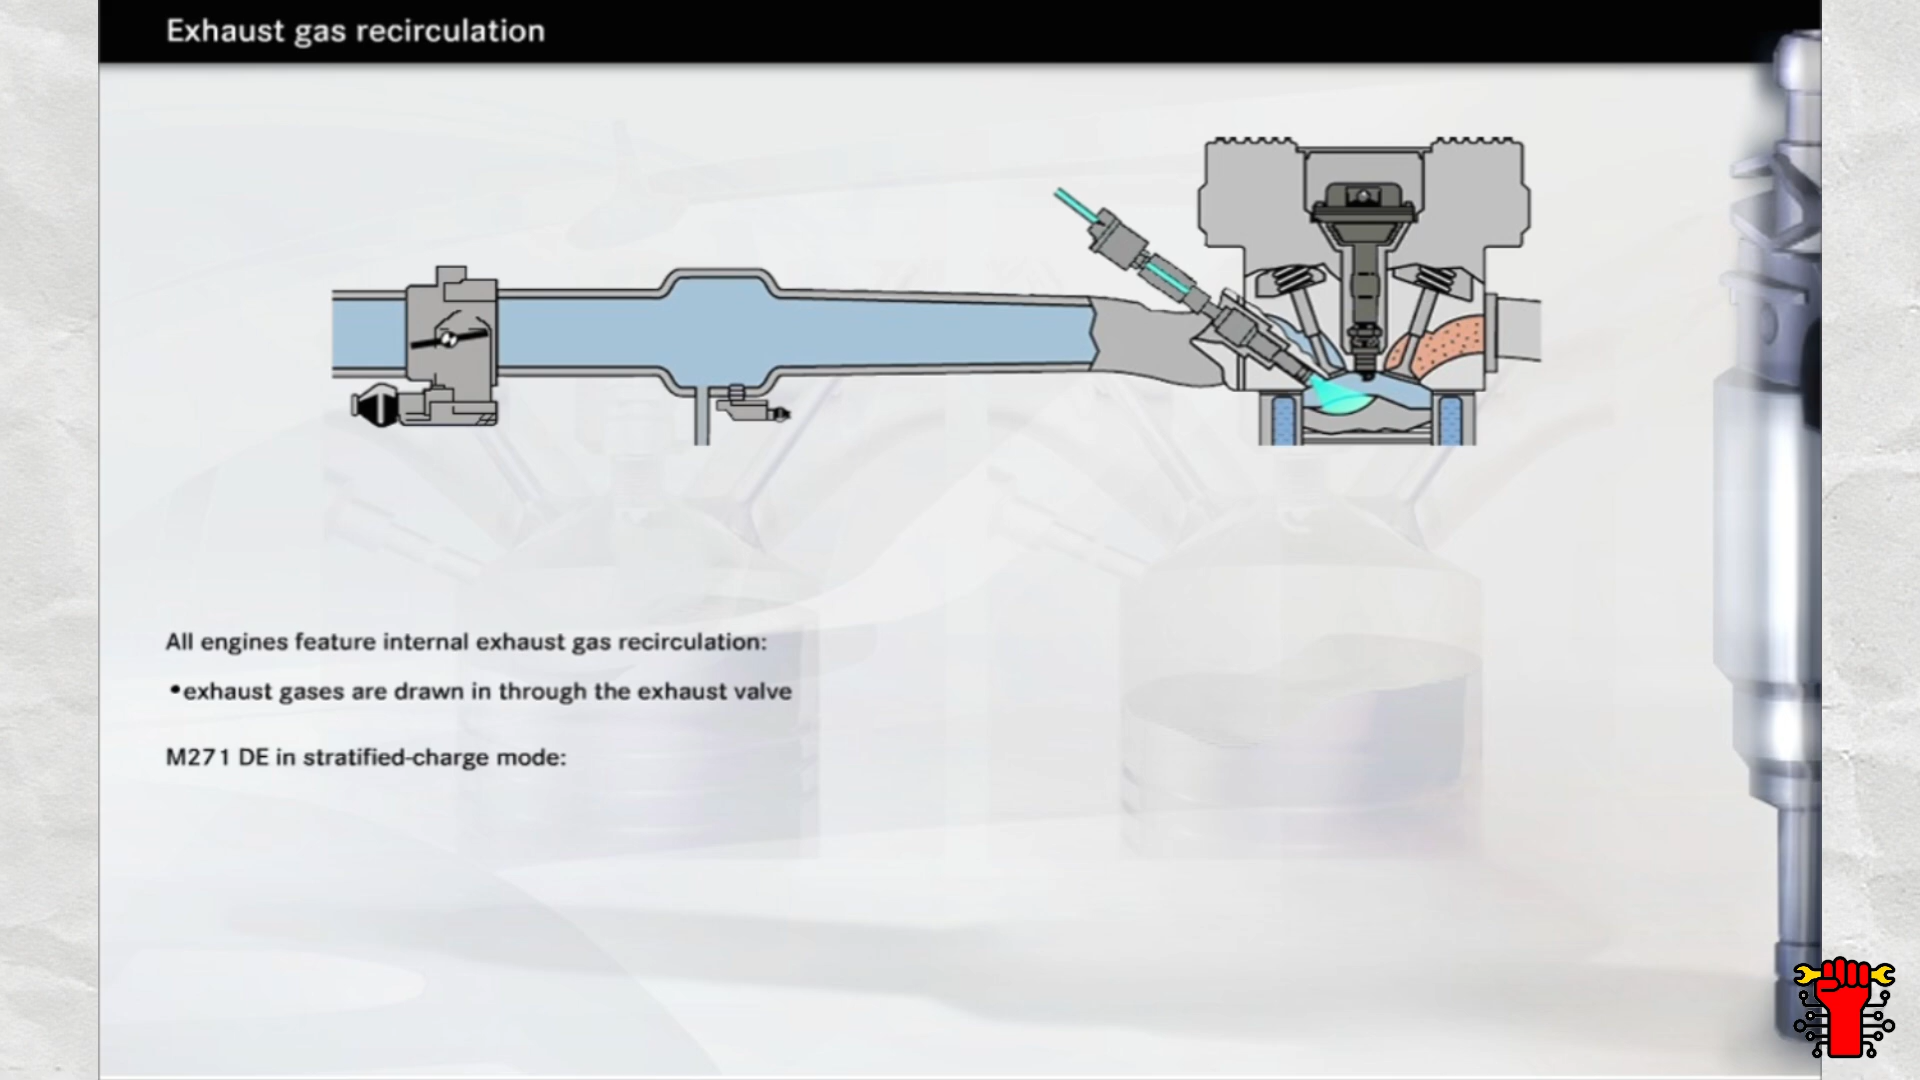 Exhaust gas recirculation
All engines feature internal exhaust gas recirculation:
•exhaust gases are drawn in through the exhaust valve
M271 DE in stratified-charge mode: